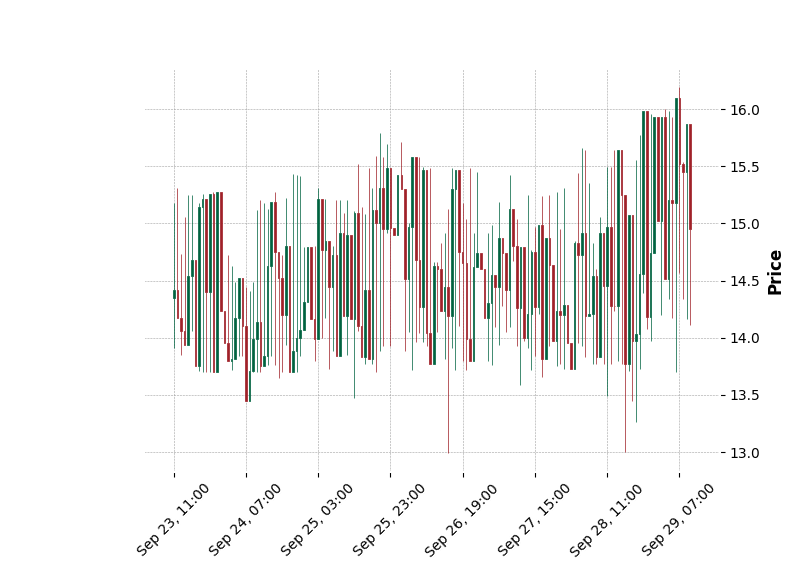 16.0
15.5
15.0
14.5
14.0
13.5
13.0
Price
Sep 23, 11:00
Sep 24, 07:00
Sep 25, 03:00
Sep 25, 23:00
Sep 26, 19:00
Sep 27, 15:00
Sep 28, 11:00
Sep 29, 07:00